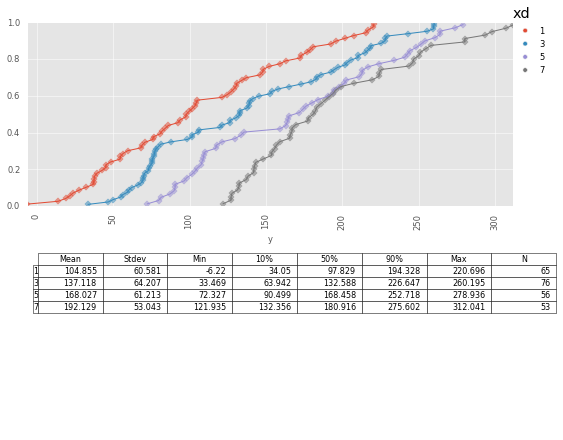 xd
1.0
1
0.8
3
5
0.6
7
0.4
0.2
0.0
0 50 100 150 200 250 300
y
Mean Stdev Min 10% 50% 90% Max N
1 104.855 60.581 -6.22 34.05 97.829 194.328 220.696 65
3 137.118 64.207 33.469 63.942 132.588 226.647 260.195 76
5 168.027 61.213 72.327 90.499 168.458 252.718 278.936 56
7 192.129 53.043 121.935 132.356 180.916 275.602 312.041 53